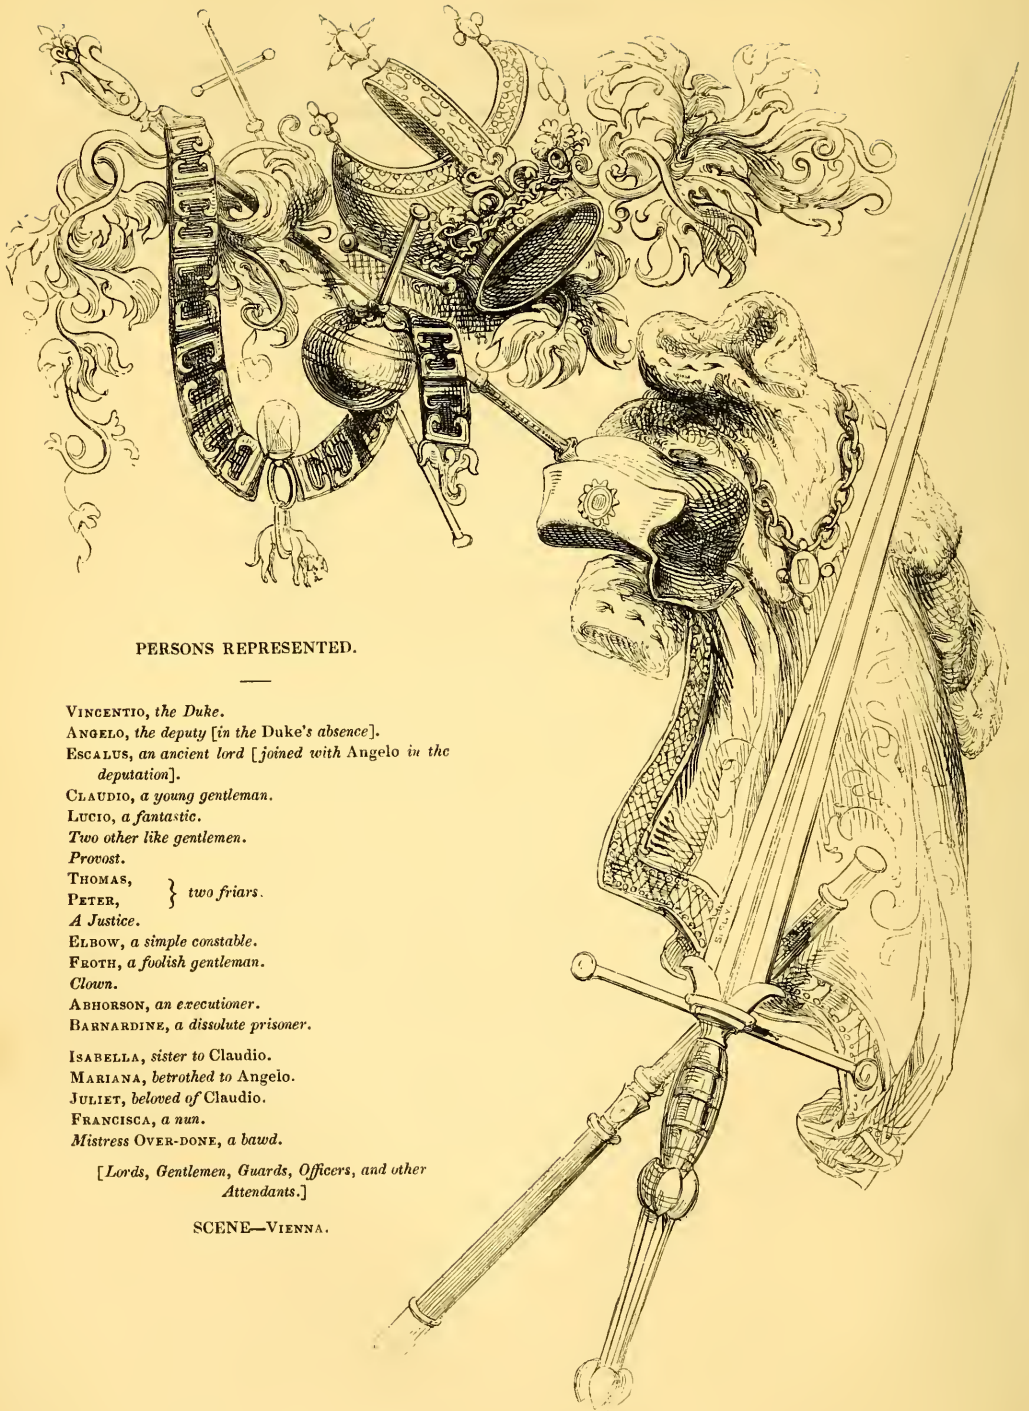 PERSONS REPRESENTED.
VINCENTIO, the Duke.
ANGELO, the deputy [in the Duke's absence].
ESCALUS, an ancient lord [joined with Angelo in the
deputation].
CLAUDIO, a young gentleman.
LUCIO, a fantastic.
Two other like gentlemen.
Provost.
THOMAS,
PETER,
} two friars.
A Justice.
ELBOW, a simple constable.
FROTH, a foolish gentleman.
Clown.
ABHORSON, an executioner.
BARNARDINE, a dissolute prisoner.
ISABELLA, sister to Claudio.
MARIANA, betrothed to Angelo.
JULIET, beloved of Claudio.
FRANCISCA, a nun.
Mistress OVER-DONE, a bawd.
[Lords, Gentlemen, Guards, Officers, and other
Attendants.]
SCENE—VIENNA.